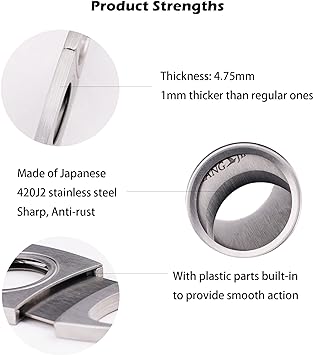 Product Strengths
Thickness: 4.75mm
1mm thicker than regular ones
Made of Japanese
420J2 stainless steel
Sharp, Anti-rust
With plastic parts built-in
to provide smooth action